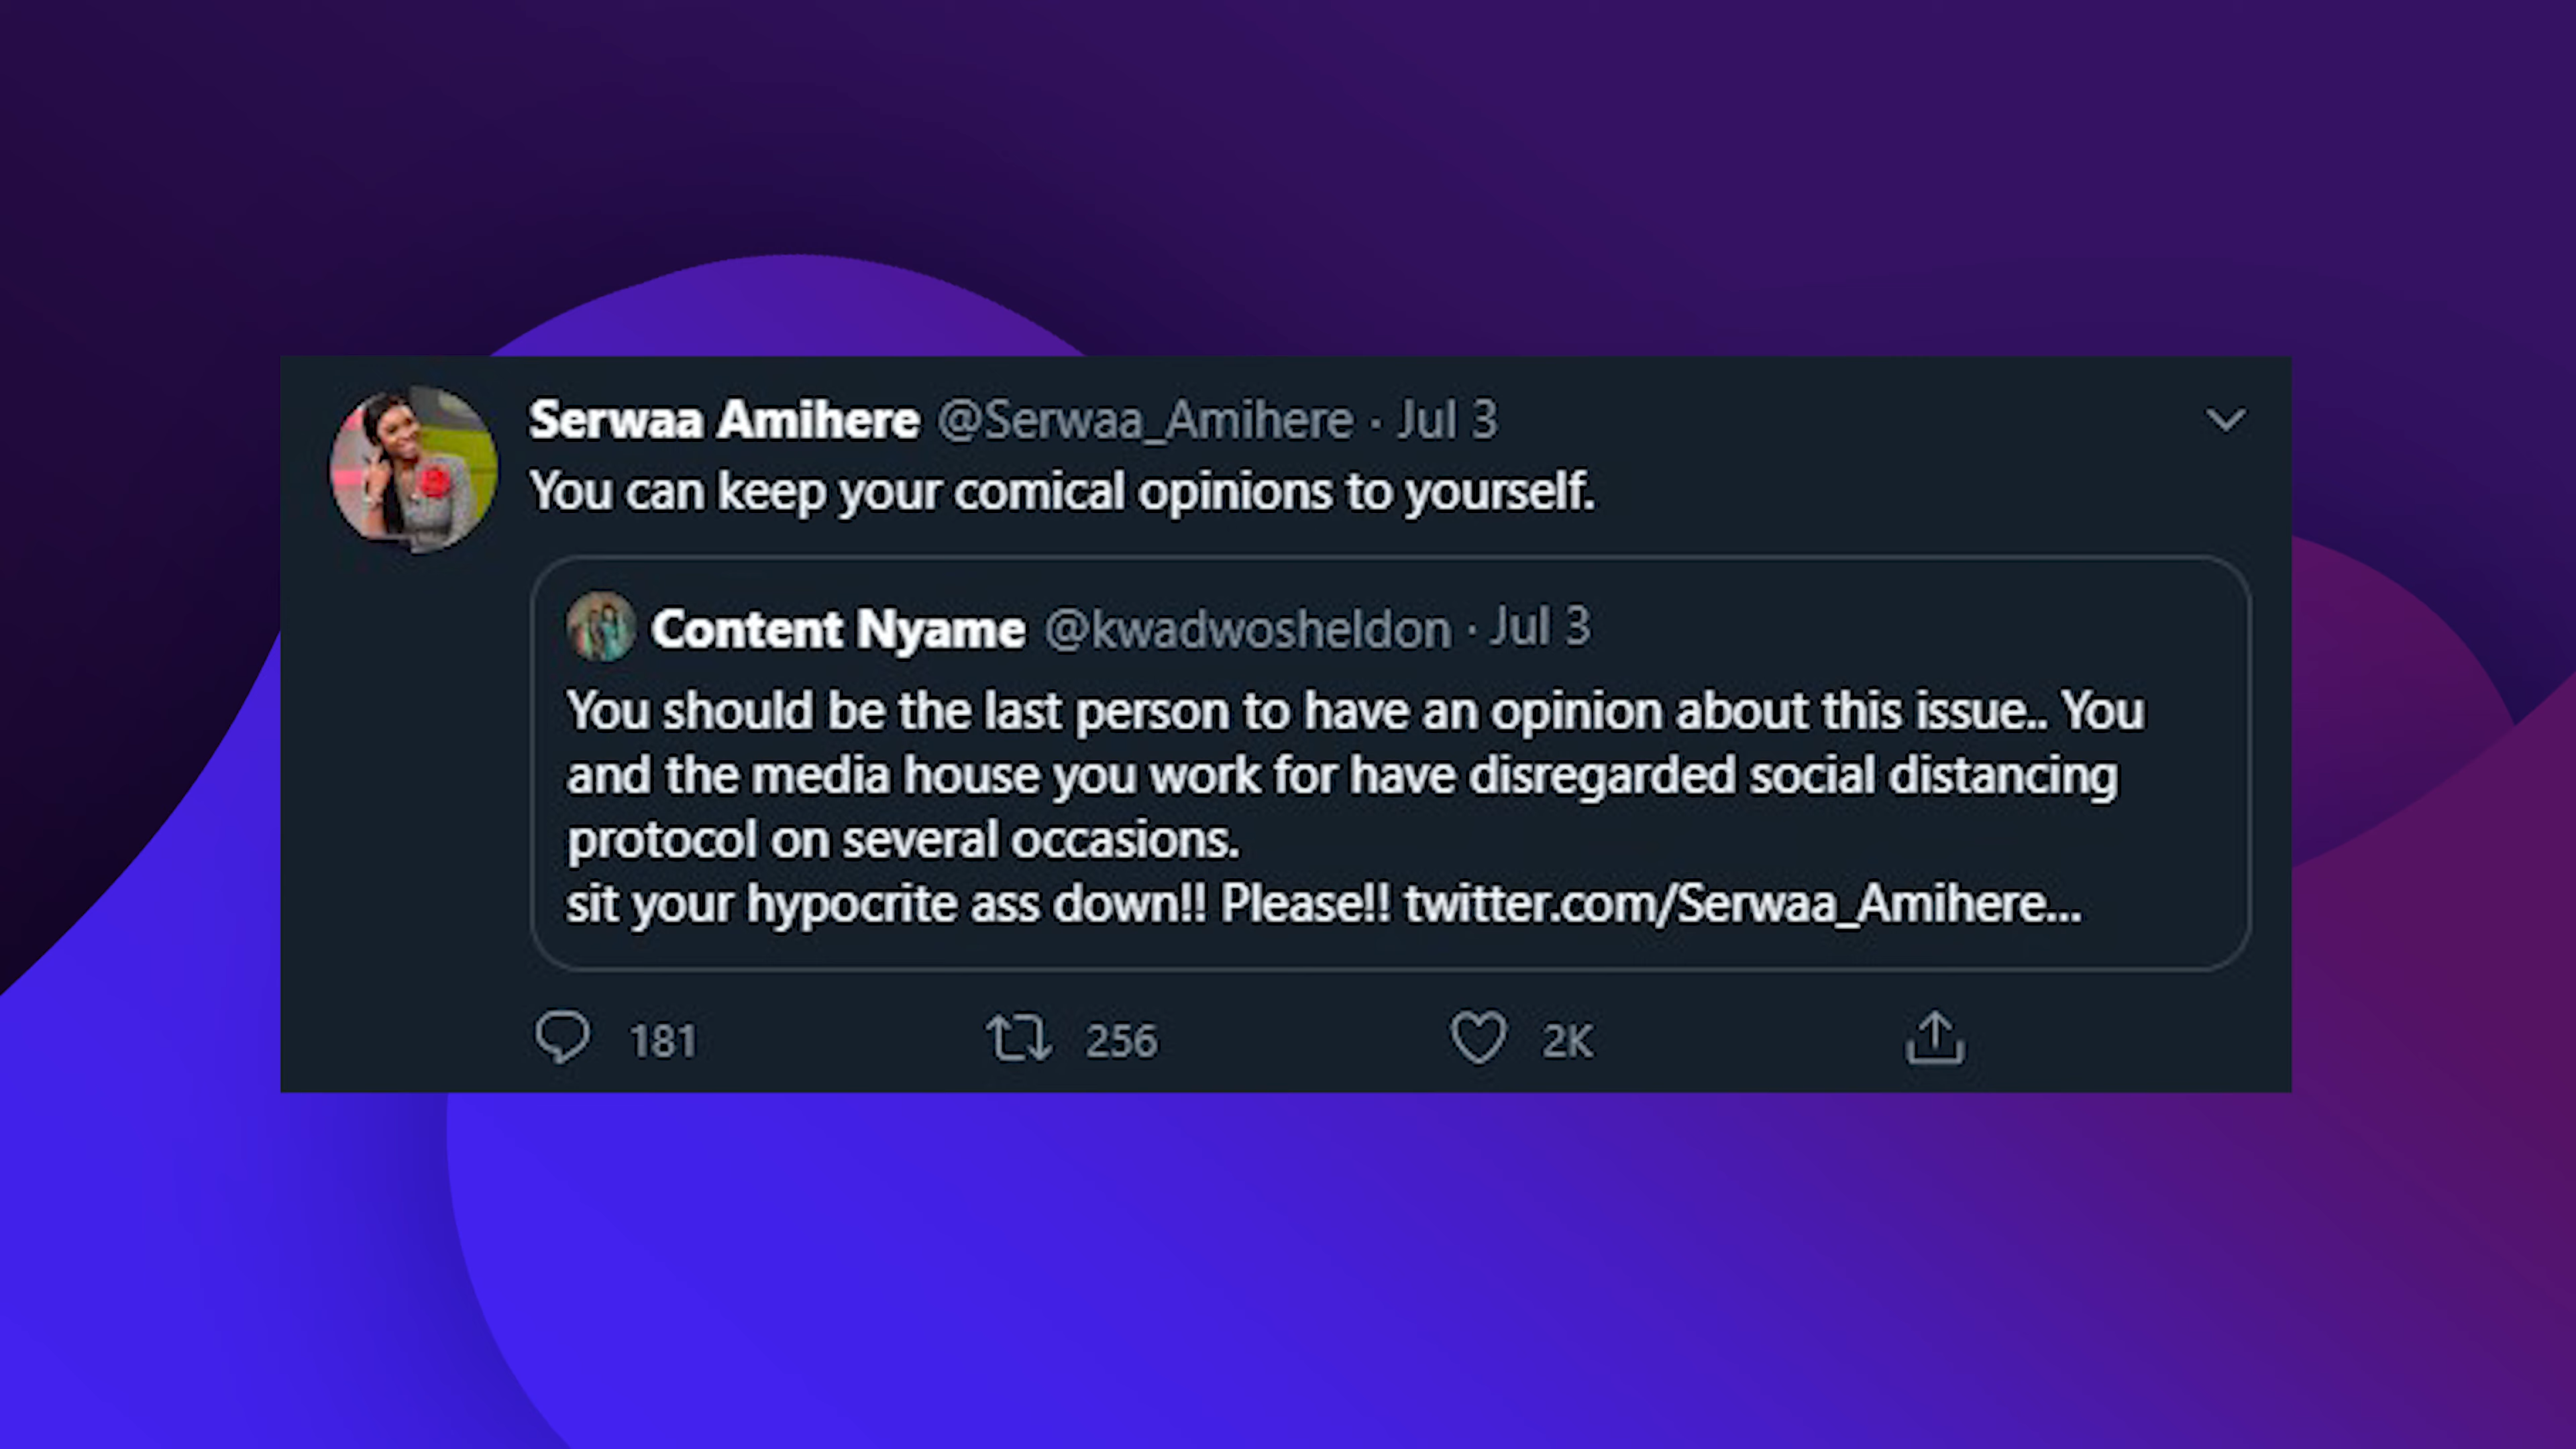 Serwaa Amihere @Serwaa_Amihere · Jul 3
You can keep your comical opinions to yourself.
Content Nyame @kwadwosheldon · Jul 3
You should be the last person to have an opinion about this issue.. You
and the media house you work for have disregarded social distancing
protocol on several occasions.
sit your hypocrite ass down!! Please!! twitter.com/Serwaa_Amihere...
181 256 2K